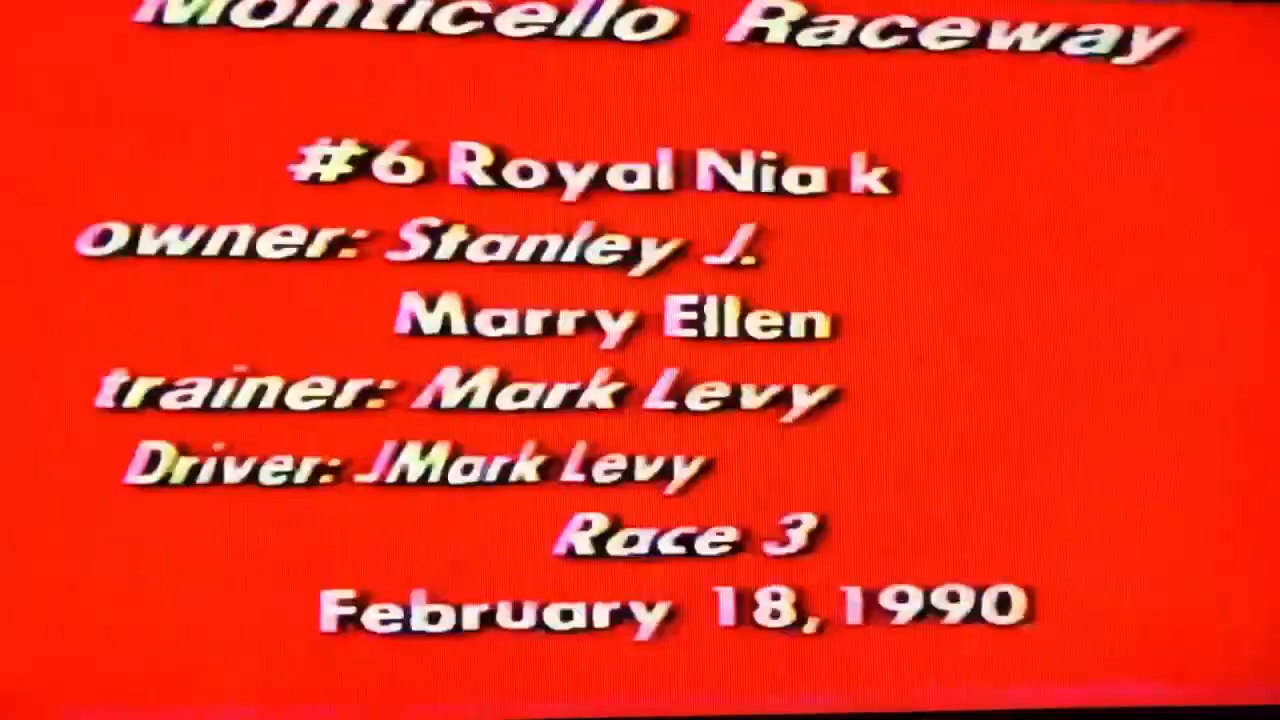 Monticello Raceway
#6 Royal Nia k
owner: Stanley J.
Marry Ellen
trainer: Mark Levy
Driver: JMark Levy
Race 3
February 18, 1990